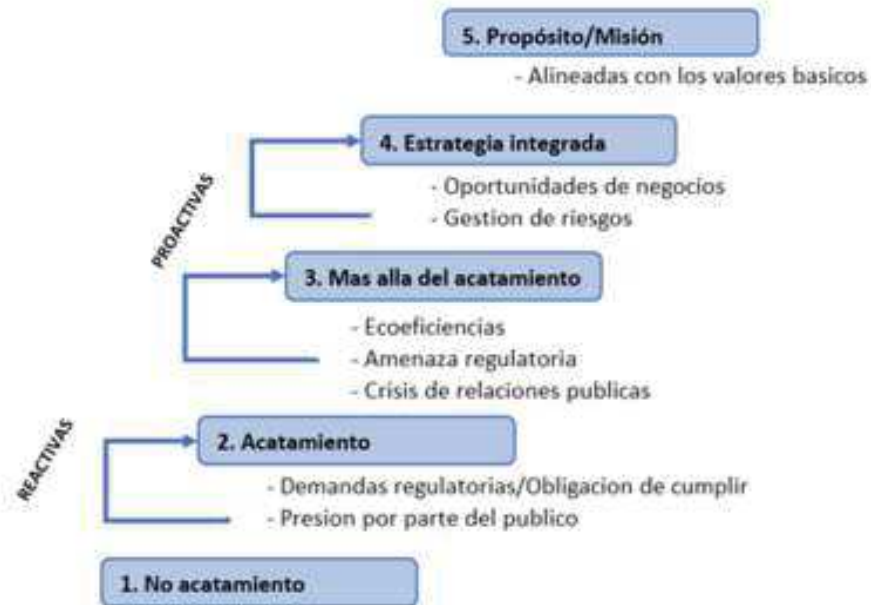 5. Propósito/Misión
- Alineadas con los valores basicos
4. Estrategia integrada
- Oportunidades de negocios
- Gestion de riesgos
PROACTIVAS
3. Mas alla del acatamiento
- Ecoeficiencias
- Amenaza regulatoria
- Crisis de relaciones publicas
REACTIVAS
2. Acatamiento
- Demandas regulatorias/Obligacion de cumplir
- Presion por parte del publico
1. No acatamiento